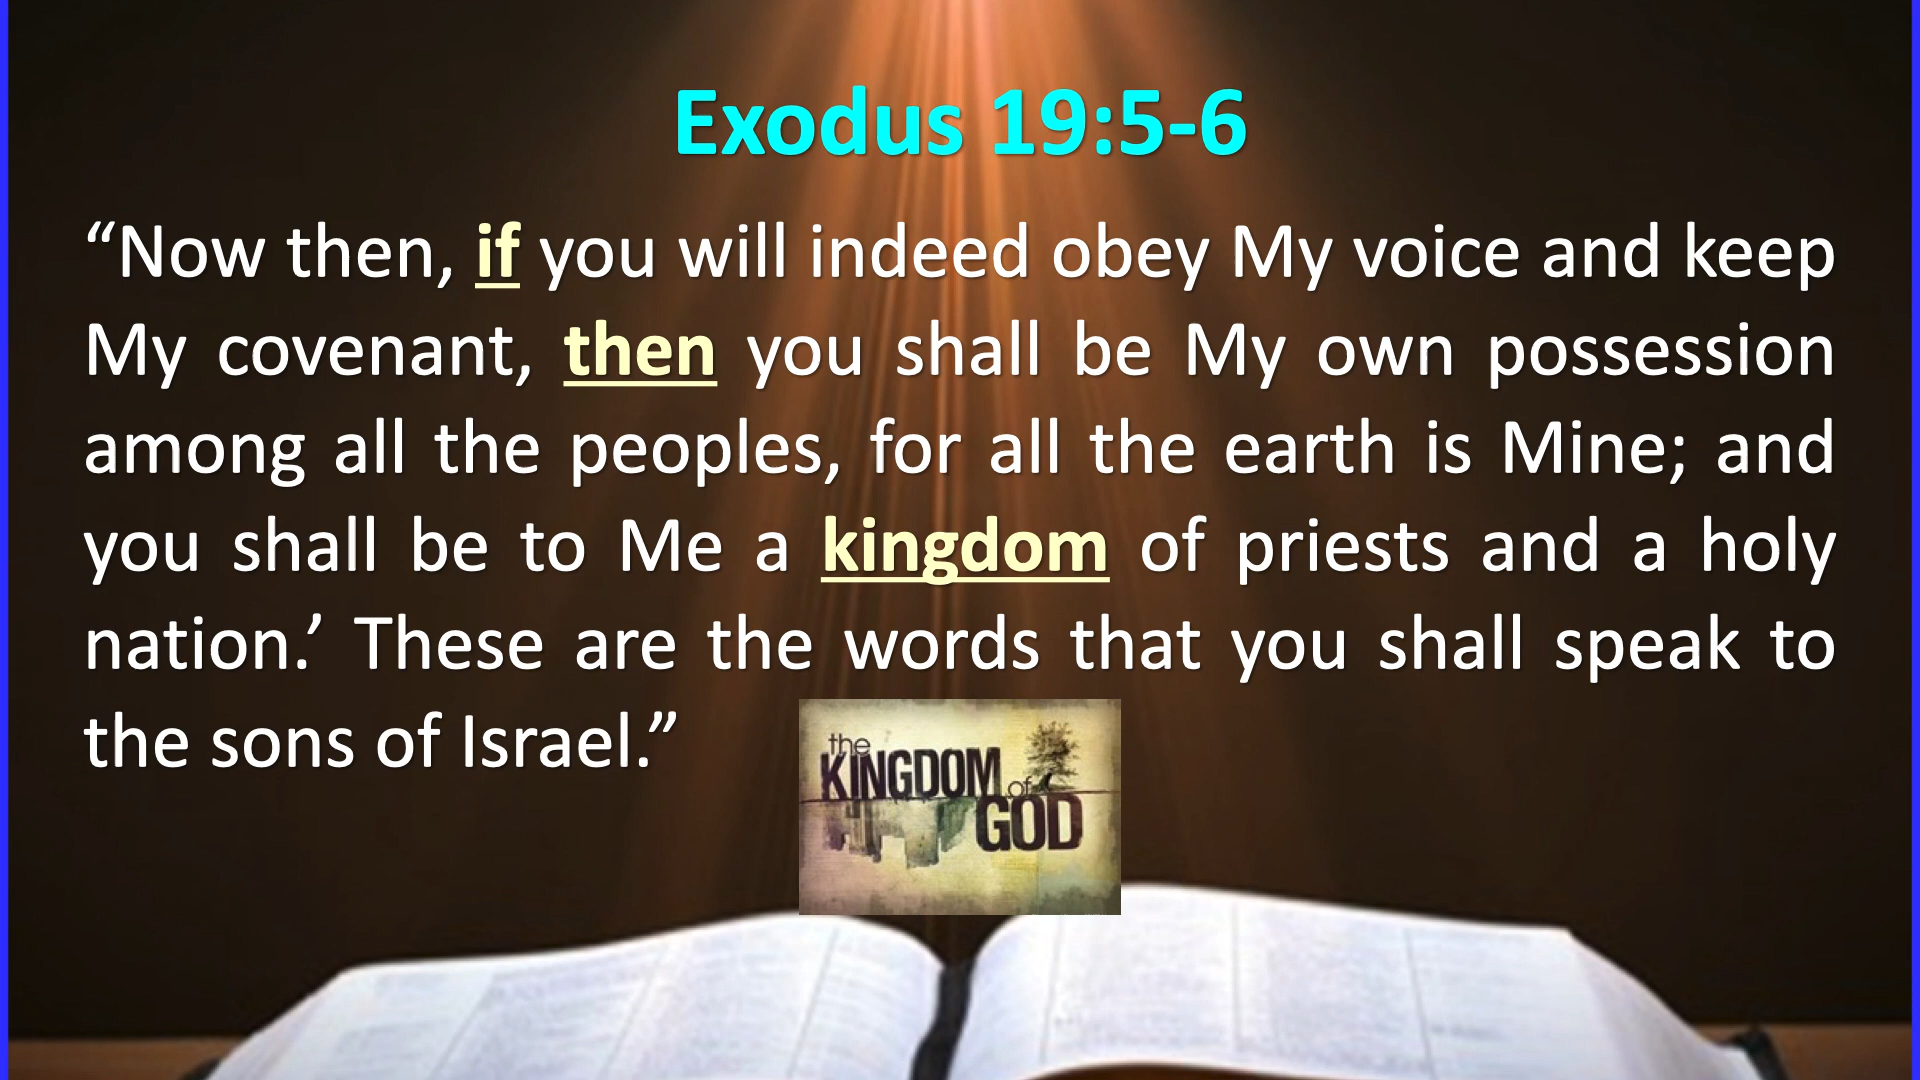 Exodus 19:5-6
“Now then, if you will indeed obey My voice and keep
My covenant, then you shall be My own possession
among all the peoples, for all the earth is Mine; and
you shall be to Me a kingdom of priests and a holy
nation.’ These are the words that you shall speak to
the sons of Israel.”
the
KINGDOM of
GOD